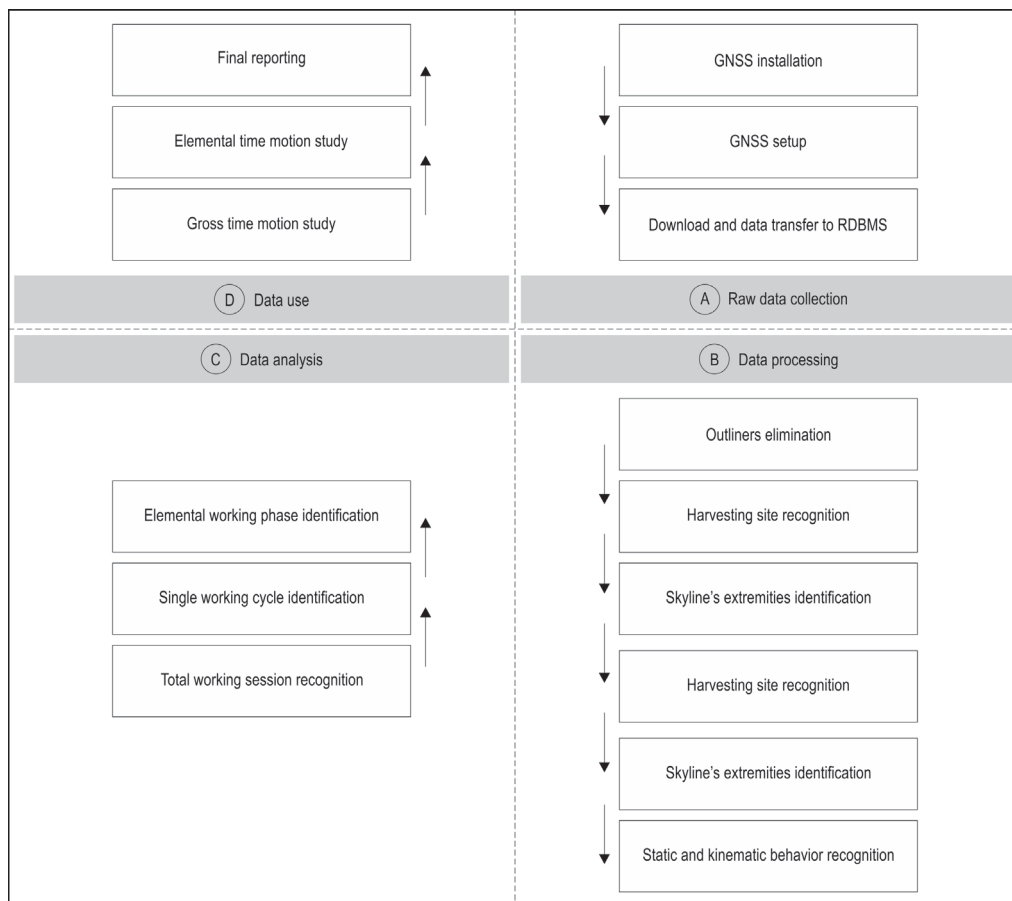 Final reporting
Elemental time motion study
Gross time motion study
D Data use
GNSS installation
GNSS setup
Download and data transfer to RDBMS
A Raw data collection
C Data analysis
Elemental working phase identification
Single working cycle identification
Total working session recognition
B Data processing
Outliners elimination
Harvesting site recognition
Skyline's extremities identification
Harvesting site recognition
Skyline's extremities identification
Static and kinematic behavior recognition